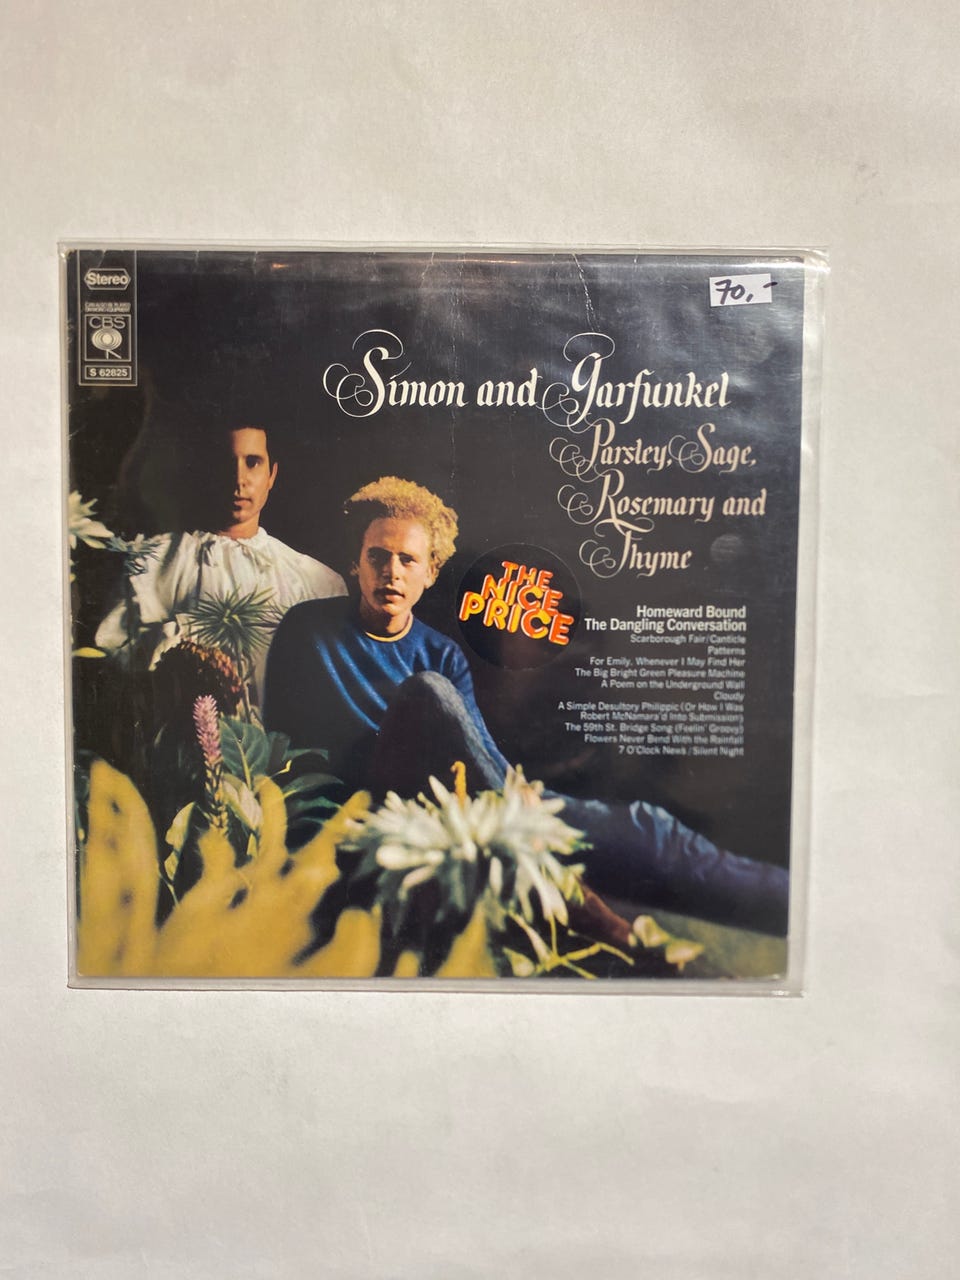 Stereo
CBS
S 62825
70,-
Simon and Garfunkel
Parsley, Sage,
Rosemary and
Thyme
THE
NICE
PRICE
Homeward Bound
The Dangling Conversation
Scarborough Fair/Canticle
Patterns
For Emily, Whenever I May Find Her
The Big Bright Green Pleasure Machine
A Poem on the Underground Wall
Cloudy
A Simple Desultory Philippic (Or How I Was
Robert McNamara'd Into Submission)
The 59th St. Bridge Song (Feelin' Groovy)
Flowers Never Bend With the Rainfall
7 O'Clock News/Silent Night